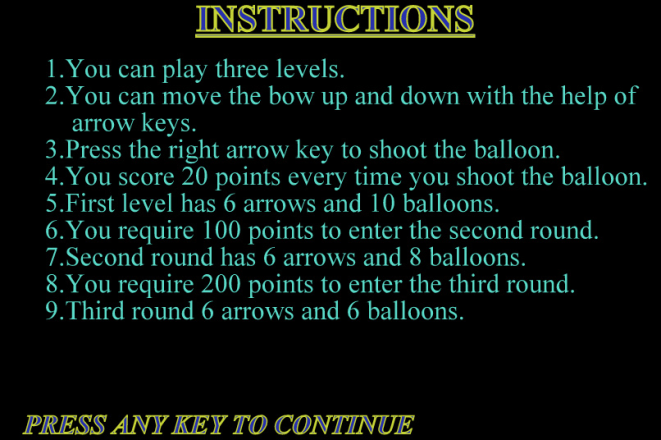 INSTRUCTIONS
1.You can play three levels.
2.You can move the bow up and down with the help of
arrow keys.
3.Press the right arrow key to shoot the balloon.
4.You score 20 points every time you shoot the balloon.
5.First level has 6 arrows and 10 balloons.
6.You require 100 points to enter the second round.
7.Second round has 6 arrows and 8 balloons.
8.You require 200 points to enter the third round.
9.Third round 6 arrows and 6 balloons.
PRESS ANY KEY TO CONTINUE